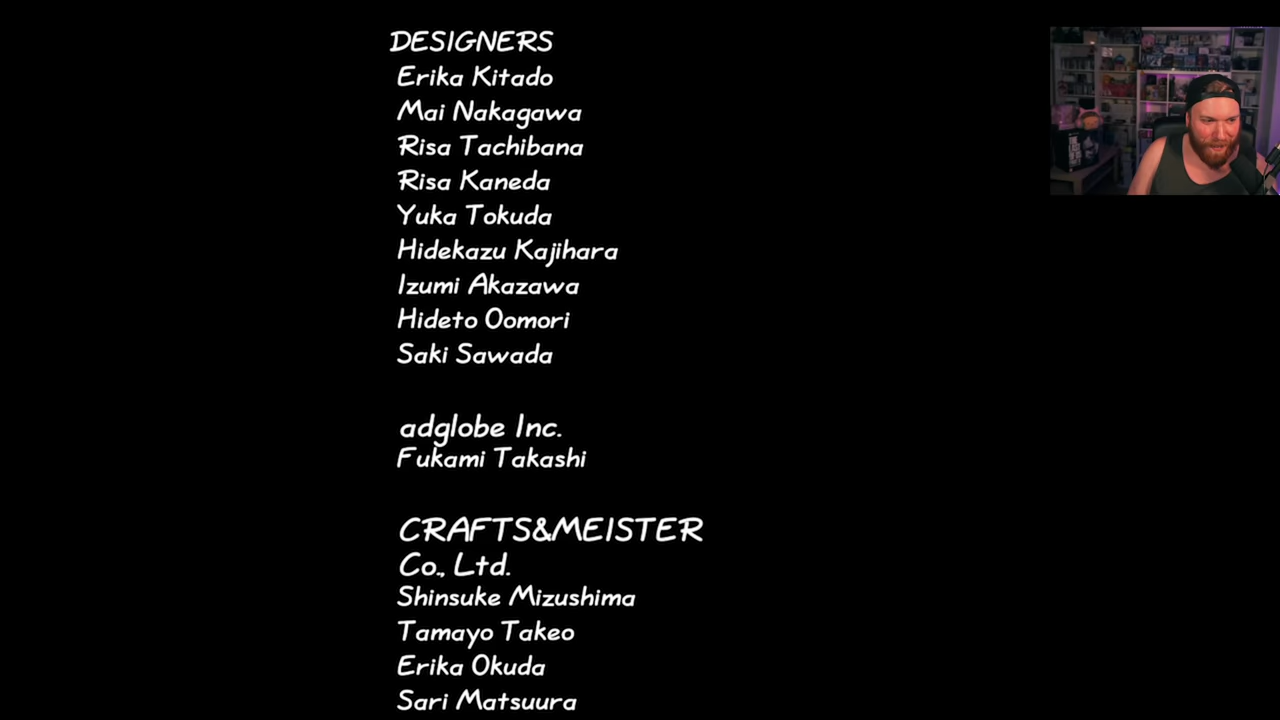 DESIGNERS
Erika Kitado
Mai Nakagawa
Risa Tachibana
Risa Kaneda
Yuka Tokuda
Hidekazu Kajihara
Izumi Akazawa
Hideto Oomori
Saki Sawada
adglobe Inc.
Fukami Takashi
CRAFTS&MEISTER
Co., Ltd.
Shinsuke Mizushima
Tamayo Takeo
Erika Okuda
Sari Matsuura